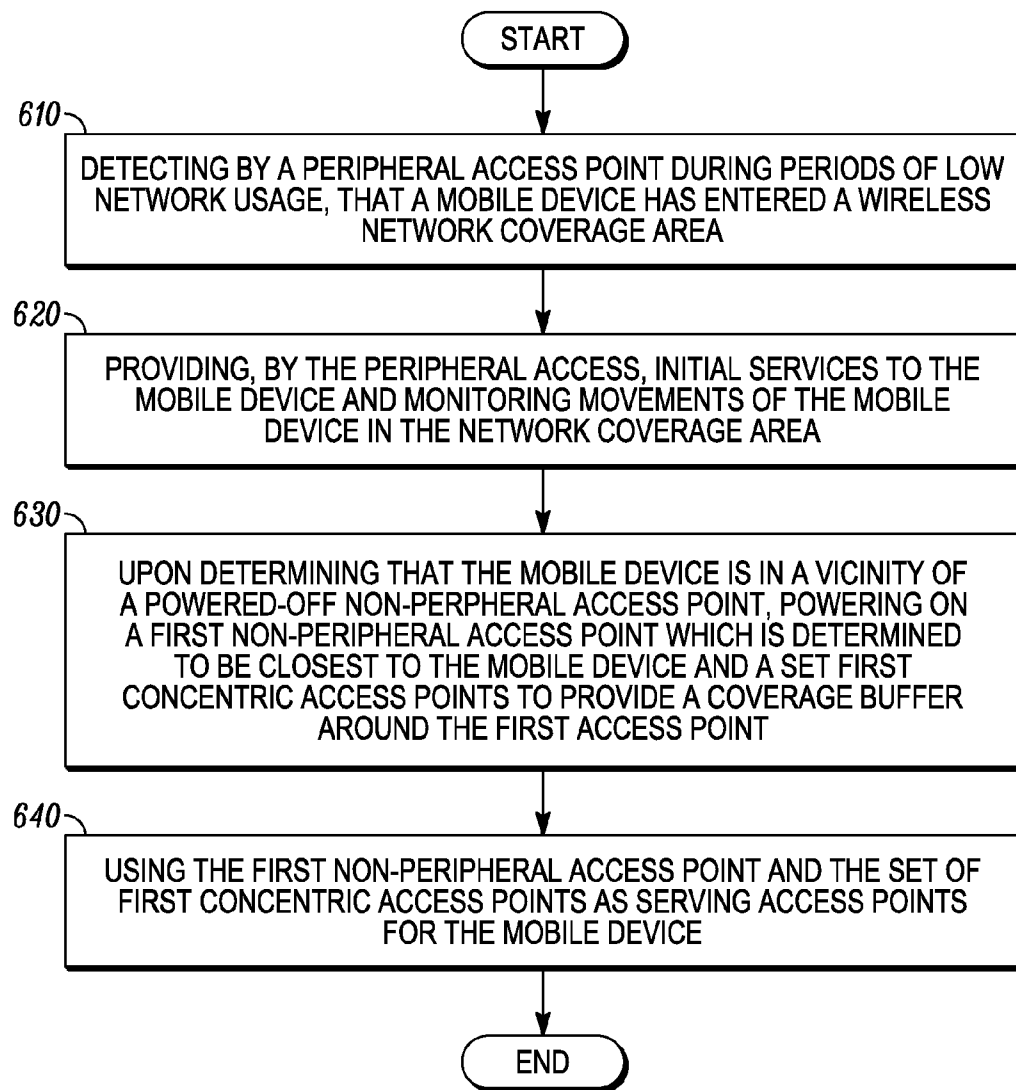 START
610
DETECTING BY A PERIPHERAL ACCESS POINT DURING PERIODS OF LOW
NETWORK USAGE, THAT A MOBILE DEVICE HAS ENTERED A WIRELESS
NETWORK COVERAGE AREA
620
PROVIDING, BY THE PERIPHERAL ACCESS, INITIAL SERVICES TO THE
MOBILE DEVICE AND MONITORING MOVEMENTS OF THE MOBILE
DEVICE IN THE NETWORK COVERAGE AREA
630
UPON DETERMINING THAT THE MOBILE DEVICE IS IN A VICINITY OF
A POWERED-OFF NON-PERPHERAL ACCESS POINT, POWERING ON
A FIRST NON-PERIPHERAL ACCESS POINT WHICH IS DETERMINED
TO BE CLOSEST TO THE MOBILE DEVICE AND A SET FIRST
CONCENTRIC ACCESS POINTS TO PROVIDE A COVERAGE BUFFER
AROUND THE FIRST ACCESS POINT
640
USING THE FIRST NON-PERIPHERAL ACCESS POINT AND THE SET OF
FIRST CONCENTRIC ACCESS POINTS AS SERVING ACCESS POINTS
FOR THE MOBILE DEVICE
END